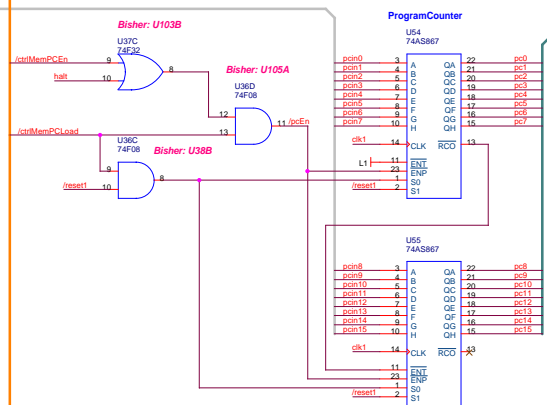 ProgramCounter
Bisher: U103B
U37C
74F32
/ctrlMemPCEn 9
halt 10
8
Bisher: U105A
U36D
74F08
12
13
11 /pcEn
/ctrlMemPCLoad
U36C
74F08
Bisher: U38B
9
/reset1 10
8
U54
74AS867
pcin0 3 A QA 22 pc0
pcin1 4 B QB 21 pc1
pcin2 5 C QC 20 pc2
pcin3 6 D QD 19 pc3
pcin4 7 E QE 18 pc4
pcin5 8 F QF 17 pc5
pcin6 9 G QG 16 pc6
pcin7 10 H QH 15 pc7
clk1 14 CLK RCO 13
L1 11 ENT
23 ENP
1 S0
/reset1 2 S1
U55
74AS867
pcin8 3 A QA 22 pc8
pcin9 4 B QB 21 pc9
pcin10 5 C QC 20 pc10
pcin11 6 D QD 19 pc11
pcin12 7 E QE 18 pc12
pcin13 8 F QF 17 pc13
pcin14 9 G QG 16 pc14
pcin15 10 H QH 15 pc15
clk1 14 CLK RCO 13
11 ENT
23 ENP
1 S0
/reset1 2 S1